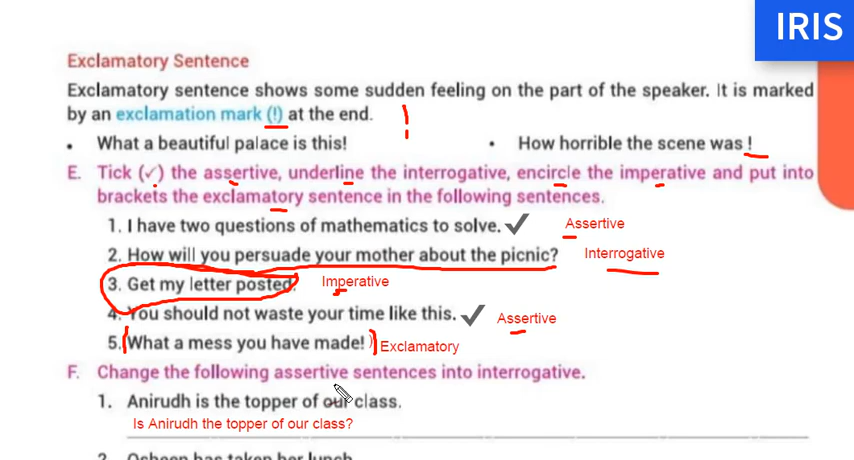 IRIS
Exclamatory Sentence
Exclamatory sentence shows some sudden feeling on the part of the speaker. It is marked
by an exclamation mark (!) at the end. !
• What a beautiful palace is this! • How horrible the scene was !
E. Tick (✓) the assertive, underline the interrogative, encircle the imperative and put into
brackets the exclamatory sentence in the following sentences.
1. I have two questions of mathematics to solve. ✓ Assertive
2. How will you persuade your mother about the picnic? Interrogative
3. Get my letter posted. Imperative
4. You should not waste your time like this. ✓ Assertive
5. (What a mess you have made! ) Exclamatory
F. Change the following assertive sentences into interrogative.
1. Anirudh is the topper of our class.
Is Anirudh the topper of our class?
2. Osheen has taken her lunch.